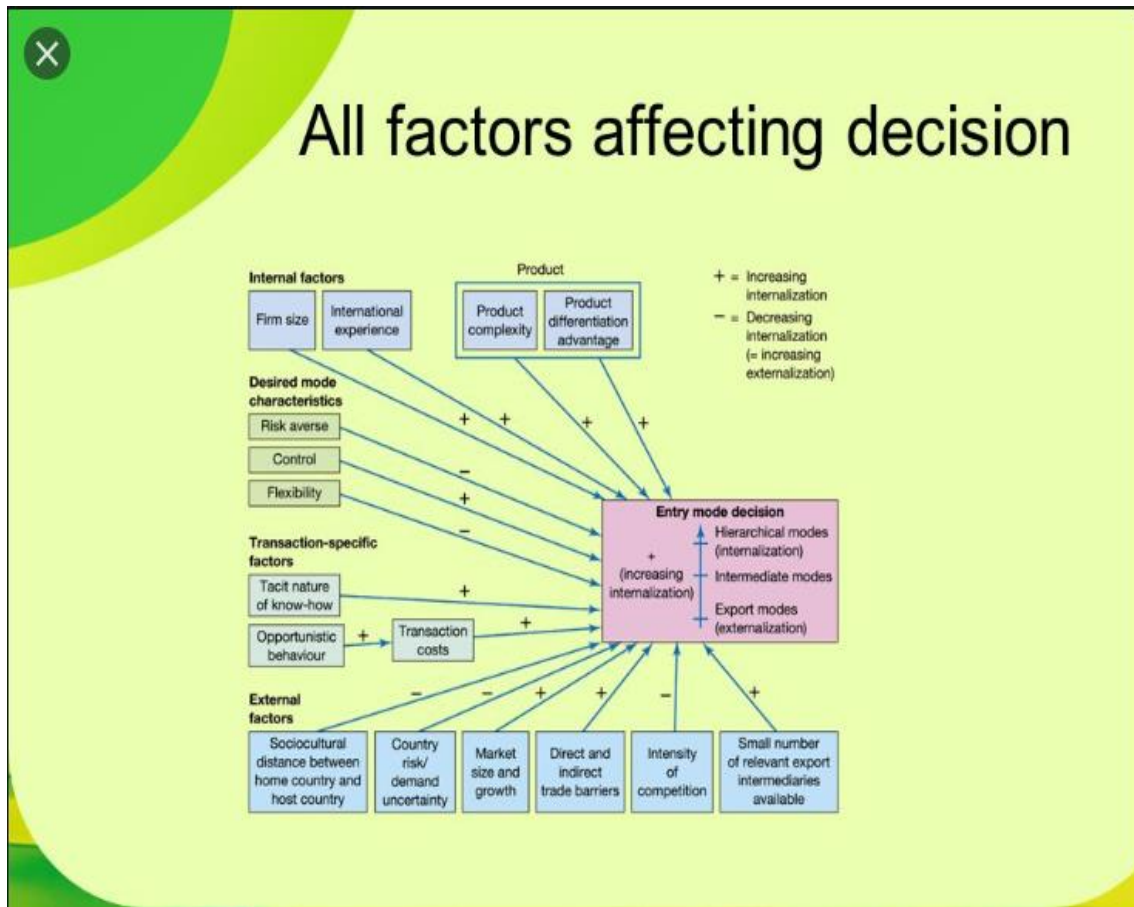 All factors affecting decision
Internal factors
Firm size
International
experience
Product
Product
complexity
Product
differentiation
advantage
+ = Increasing
internalization
− = Decreasing
internalization
(= increasing
externalization)
Desired mode
characteristics
Risk averse
Control
Flexibility
+
+
+
+
−
+
−
Transaction-specific
factors
Tacit nature
of know-how
+
Opportunistic
behaviour
+
Transaction
costs
+
Entry mode decision
+
(increasing
internalization)
Hierarchical modes
(internalization)
Intermediate modes
Export modes
(externalization)
External
factors
−
−
+
+
−
+
Sociocultural
distance between
home country and
host country
Country
risk/
demand
uncertainty
Market
size and
growth
Direct and
indirect
trade barriers
Intensity
of
competition
Small number
of relevant export
intermediaries
available